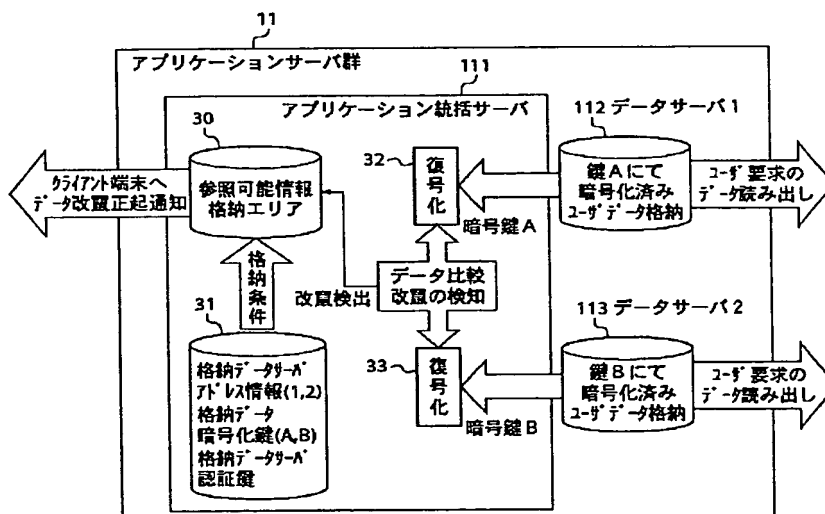 11
アプリケーションサーバ群
111
アプリケーション統括サーバ
30
参照可能情報
格納エリア
クライアント端末へ
データ改竄正起通知
格納条件
31
格納データサーバ
アドレス情報(1,2)
格納データ
暗号化鍵(A,B)
格納データサーバ
認証鍵
改竄検出
32
復号化
暗号鍵A
データ比較
改竄の検知
33
復号化
暗号鍵B
112 データサーバ1
鍵Aにて
暗号化済み
ユーザデータ格納
ユーザ要求の
データ読み出し
113 データサーバ2
鍵Bにて
暗号化済み
ユーザデータ格納
ユーザ要求の
データ読み出し